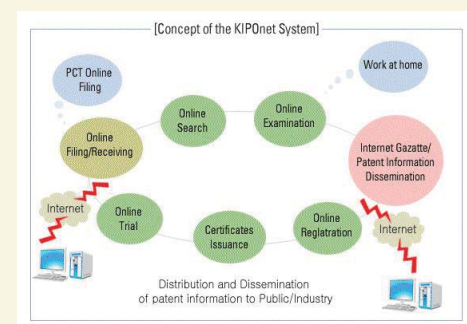 [Concept of the KIPOnet System]
PCT Online
Filing
Work at home
Online
Search
Online
Examination
Online
Filing/Receiving
Internet Gazatte/
Patent Information
Dissemination
Internet
Online
Trial
Certificates
Issuance
Online
Reglatration
Internet
Distribution and Dissemination
of patent information to Public/Industry